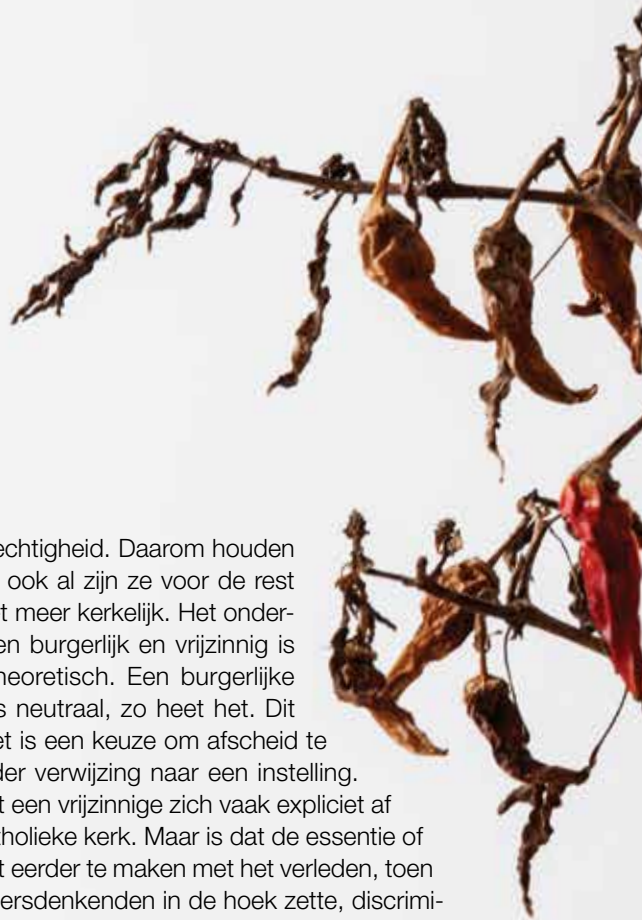 echtigheid. Daarom houden
ook al zijn ze voor de rest
t meer kerkelijk. Het onder-
en burgerlijk en vrijzinnig is
heoretisch. Een burgerlijke
s neutraal, zo heet het. Dit
et is een keuze om afscheid te
der verwijzing naar een instelling.
t een vrijzinnige zich vaak expliciet af
tholieke kerk. Maar is dat de essentie of
t eerder te maken met het verleden, toen
ersdenkenden in de hoek zette, discrimi-